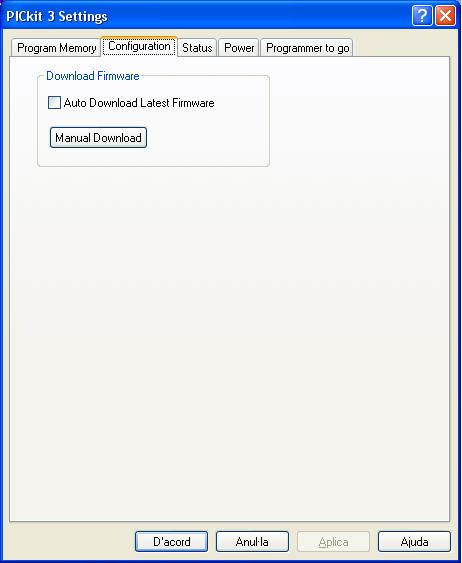 PICkit 3 Settings
Program Memory Configuration Status Power Programmer to go
Download Firmware
Auto Download Latest Firmware
Manual Download
D'acord Anul·la Aplica Ajuda